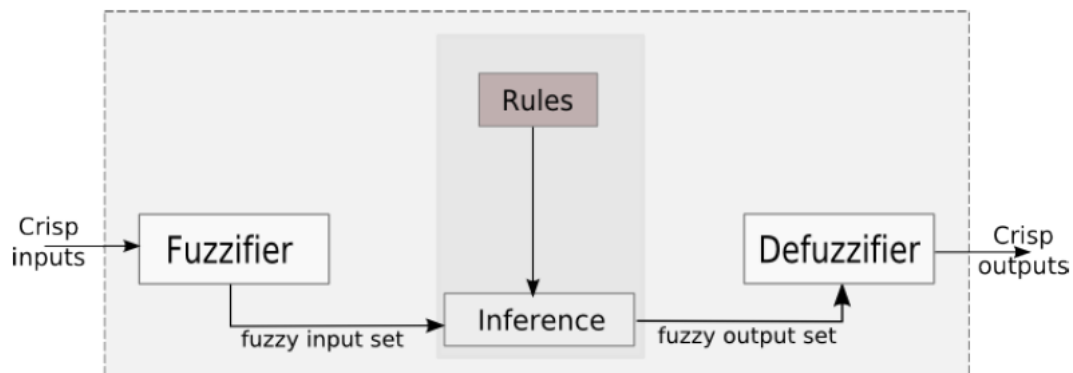 Rules
Crisp
inputs
Fuzzifier
Defuzzifier
Crisp
outputs
Inference
fuzzy input set
fuzzy output set